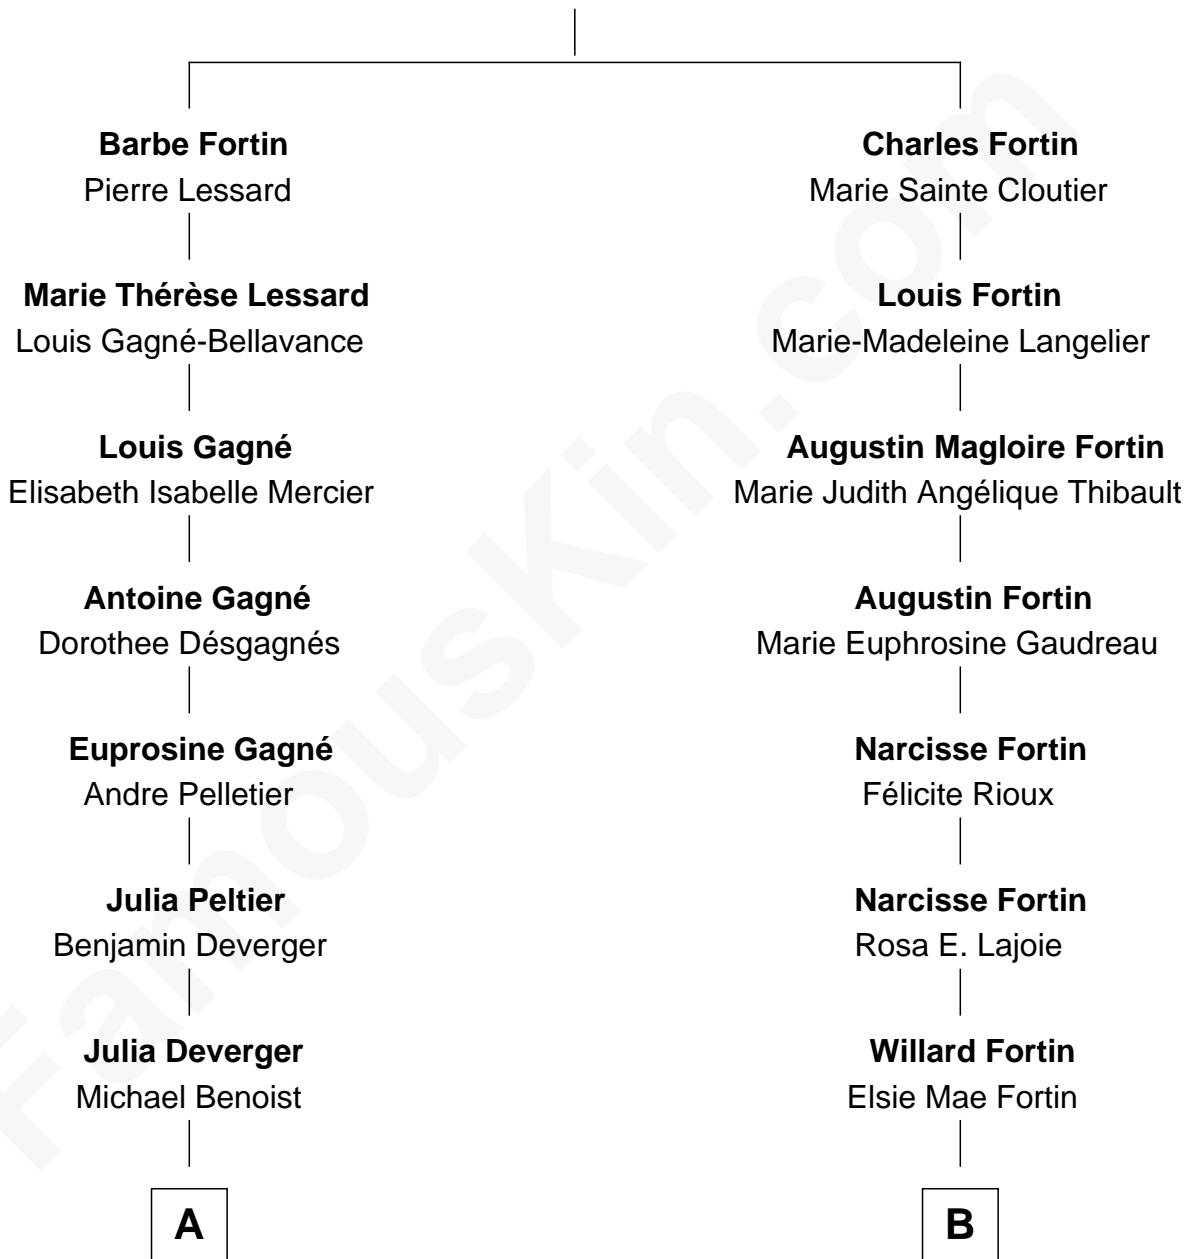 Barbe Fortin
Pierre Lessard
Marie Thérèse Lessard
Louis Gagné-Bellavance
Louis Gagné
Elisabeth Isabelle Mercier
Antoine Gagné
Dorothee Désgagnés
Euprosine Gagné
Andre Pelletier
Julia Peltier
Benjamin Deverger
Julia Deverger
Michael Benoist
A
Charles Fortin
Marie Sainte Cloutier
Louis Fortin
Marie-Madeleine Langelier
Augustin Magloire Fortin
Marie Judith Angélique Thibault
Augustin Fortin
Marie Euphrosine Gaudreau
Narcisse Fortin
Félicite Rioux
Narcisse Fortin
Rosa E. Lajoie
Willard Fortin
Elsie Mae Fortin
B
FamousKin.com